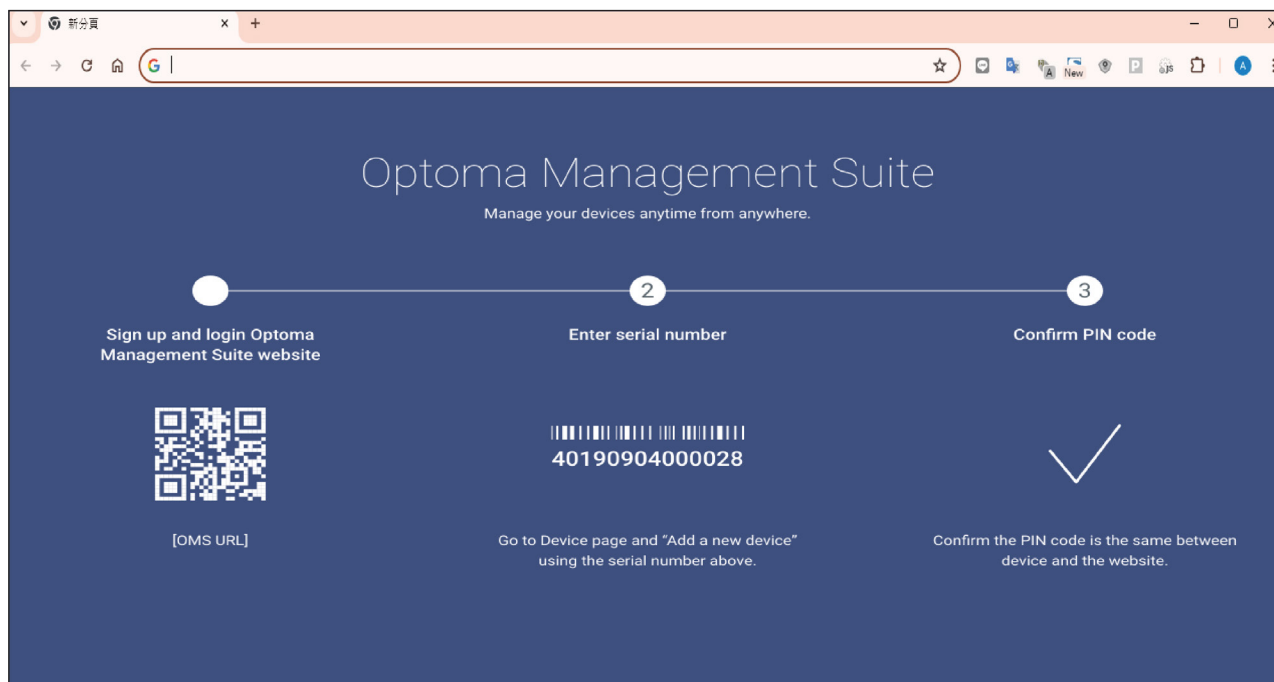 新分頁
A
New
P
js
A
Optoma Management Suite
Manage your devices anytime from anywhere.
2
3
Sign up and login Optoma
Management Suite website
Enter serial number
Confirm PIN code
40190904000028
[OMS URL]
Go to Device page and “Add a new device”
using the serial number above.
Confirm the PIN code is the same between
device and the website.